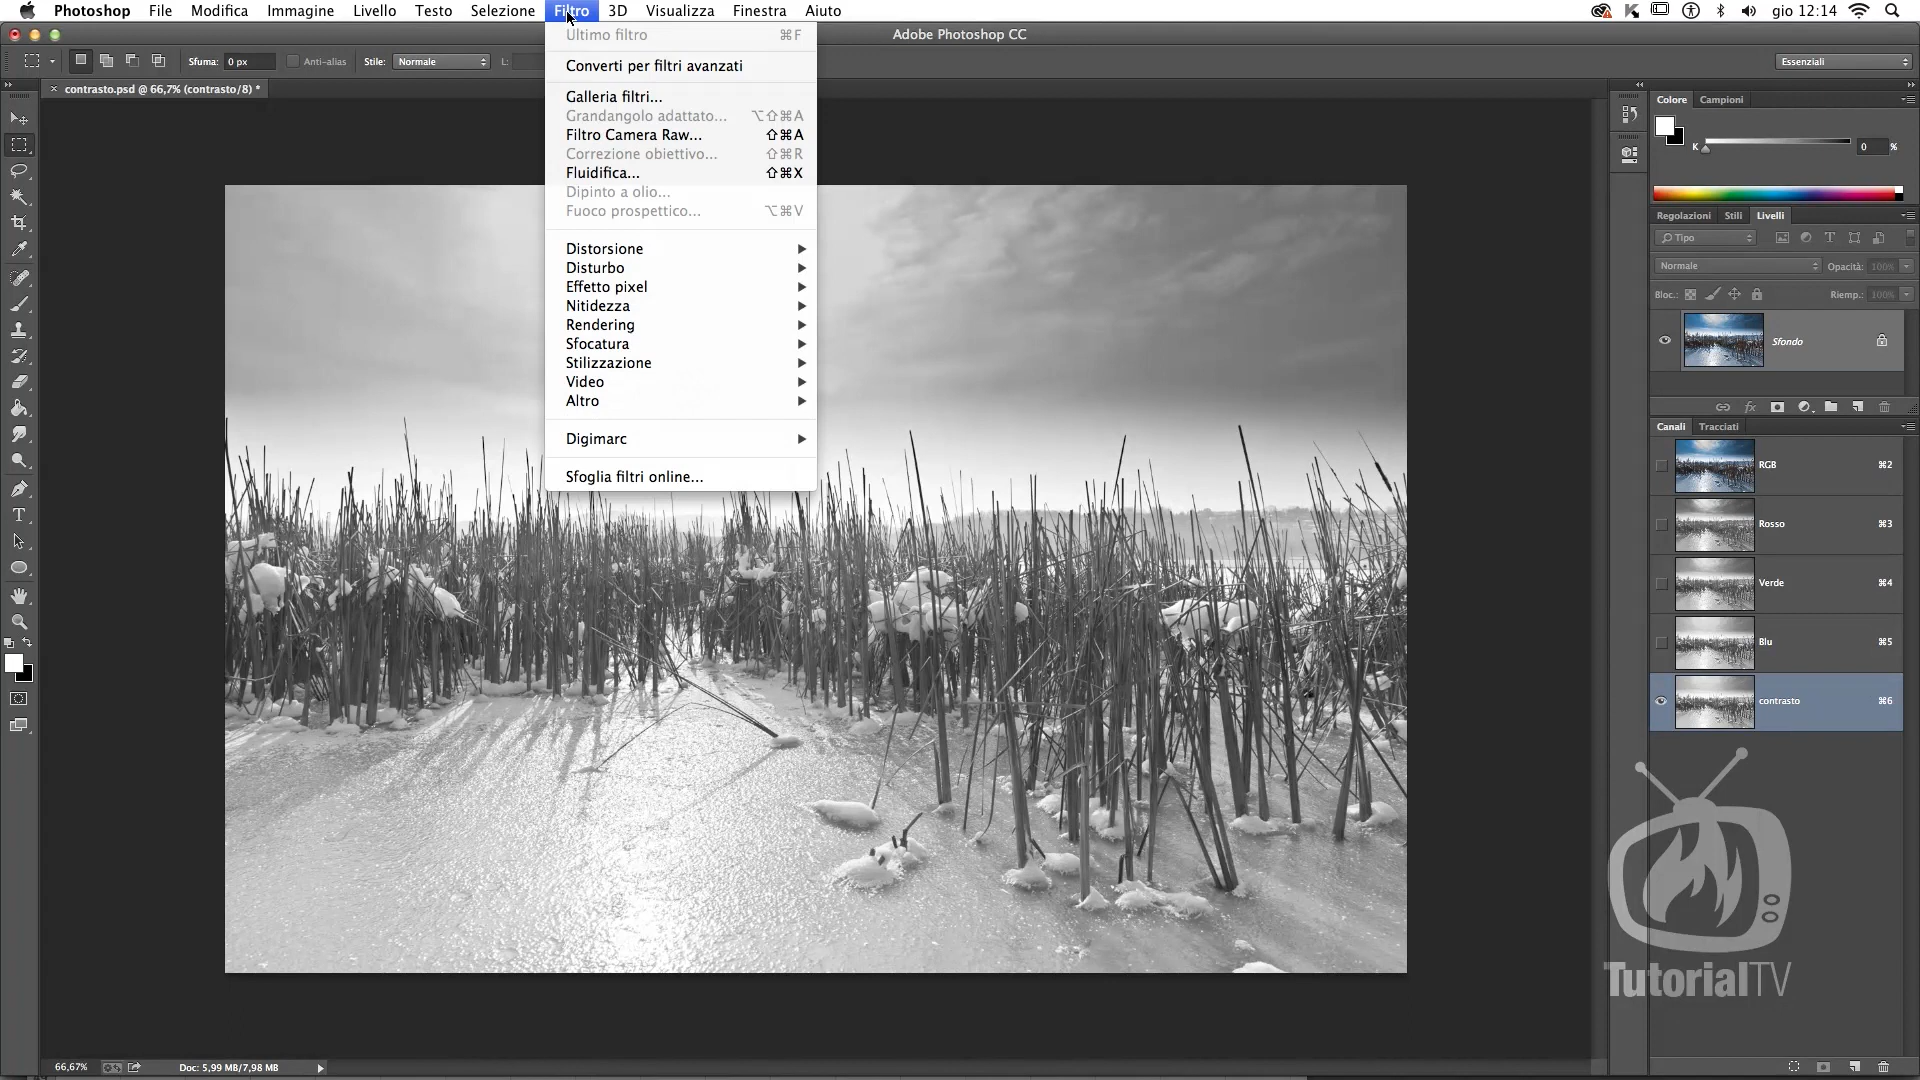 Photoshop File Modifica Immagine Livello Testo Selezione Filtro 3D Visualizza Finestra Aiuto gio 12:14
Adobe Photoshop CC
Sfuma: 0 px Anti-alias Stile: Normale L: Essenziali
contrasto.psd @ 66,7% (contrasto/8) *
Ultimo filtro ⌘F
Converti per filtri avanzati
Galleria filtri...
Grandangolo adattato... ⌥⇧⌘A
Filtro Camera Raw... ⇧⌘A
Correzione obiettivo... ⇧⌘R
Fluidifica... ⇧⌘X
Dipinto a olio...
Fuoco prospettico... ⌥⌘V
Distorsione
Disturbo
Effetto pixel
Nitidezza
Rendering
Sfocatura
Stilizzazione
Video
Altro
Digimarc
Sfoglia filtri online...
Colore Campioni
K 0 %
Regolazioni Stili Livelli
Tipo
Normale Opacità: 100%
Bloc.: Riemp.: 100%
Sfondo
Canali Tracciati
RGB ⌘2
Rosso ⌘3
Verde ⌘4
Blu ⌘5
contrasto ⌘6
TutorialTV
66,67% Doc: 5,99 MB/7,98 MB